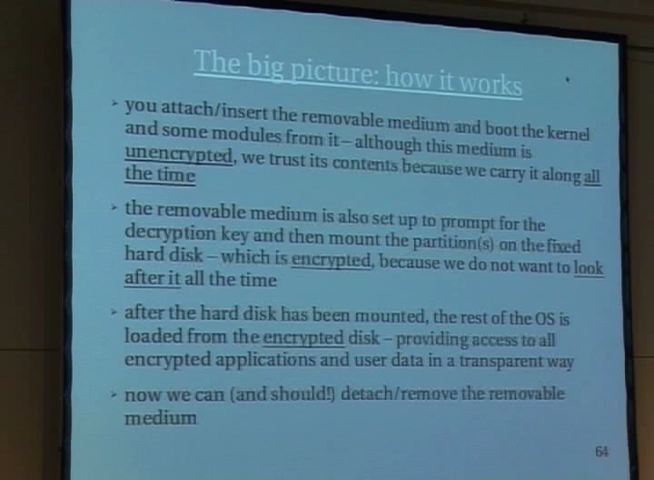 The big picture: how it works
➢ you attach/insert the removable medium and boot the kernel
and some modules from it – although this medium is
unencrypted, we trust its contents because we carry it along all
the time
➢ the removable medium is also set up to prompt for the
decryption key and then mount the partition(s) on the fixed
hard disk – which is encrypted, because we do not want to look
after it all the time
➢ after the hard disk has been mounted, the rest of the OS is
loaded from the encrypted disk – providing access to all
encrypted applications and user data in a transparent way
➢ now we can (and should!) detach/remove the removable
medium
64